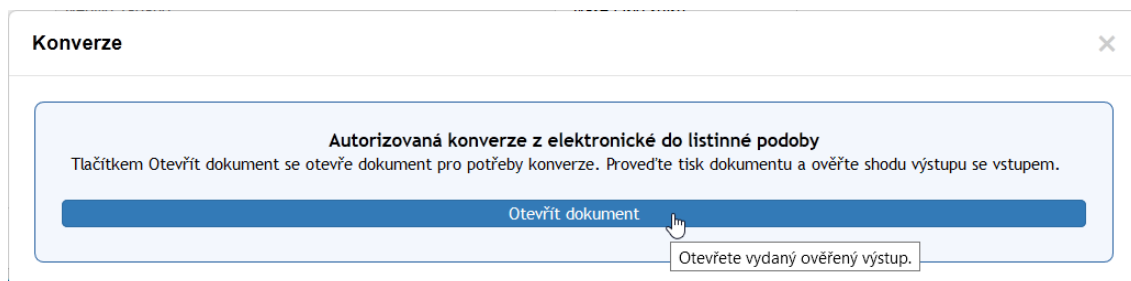 Konverze
Autorizovaná konverze z elektronické do listinné podoby
Tlačítkem Otevřít dokument se otevře dokument pro potřeby konverze. Proveďte tisk dokumentu a ověřte shodu výstupu se vstupem.
Otevřít dokument
Otevřete vydaný ověřený výstup.